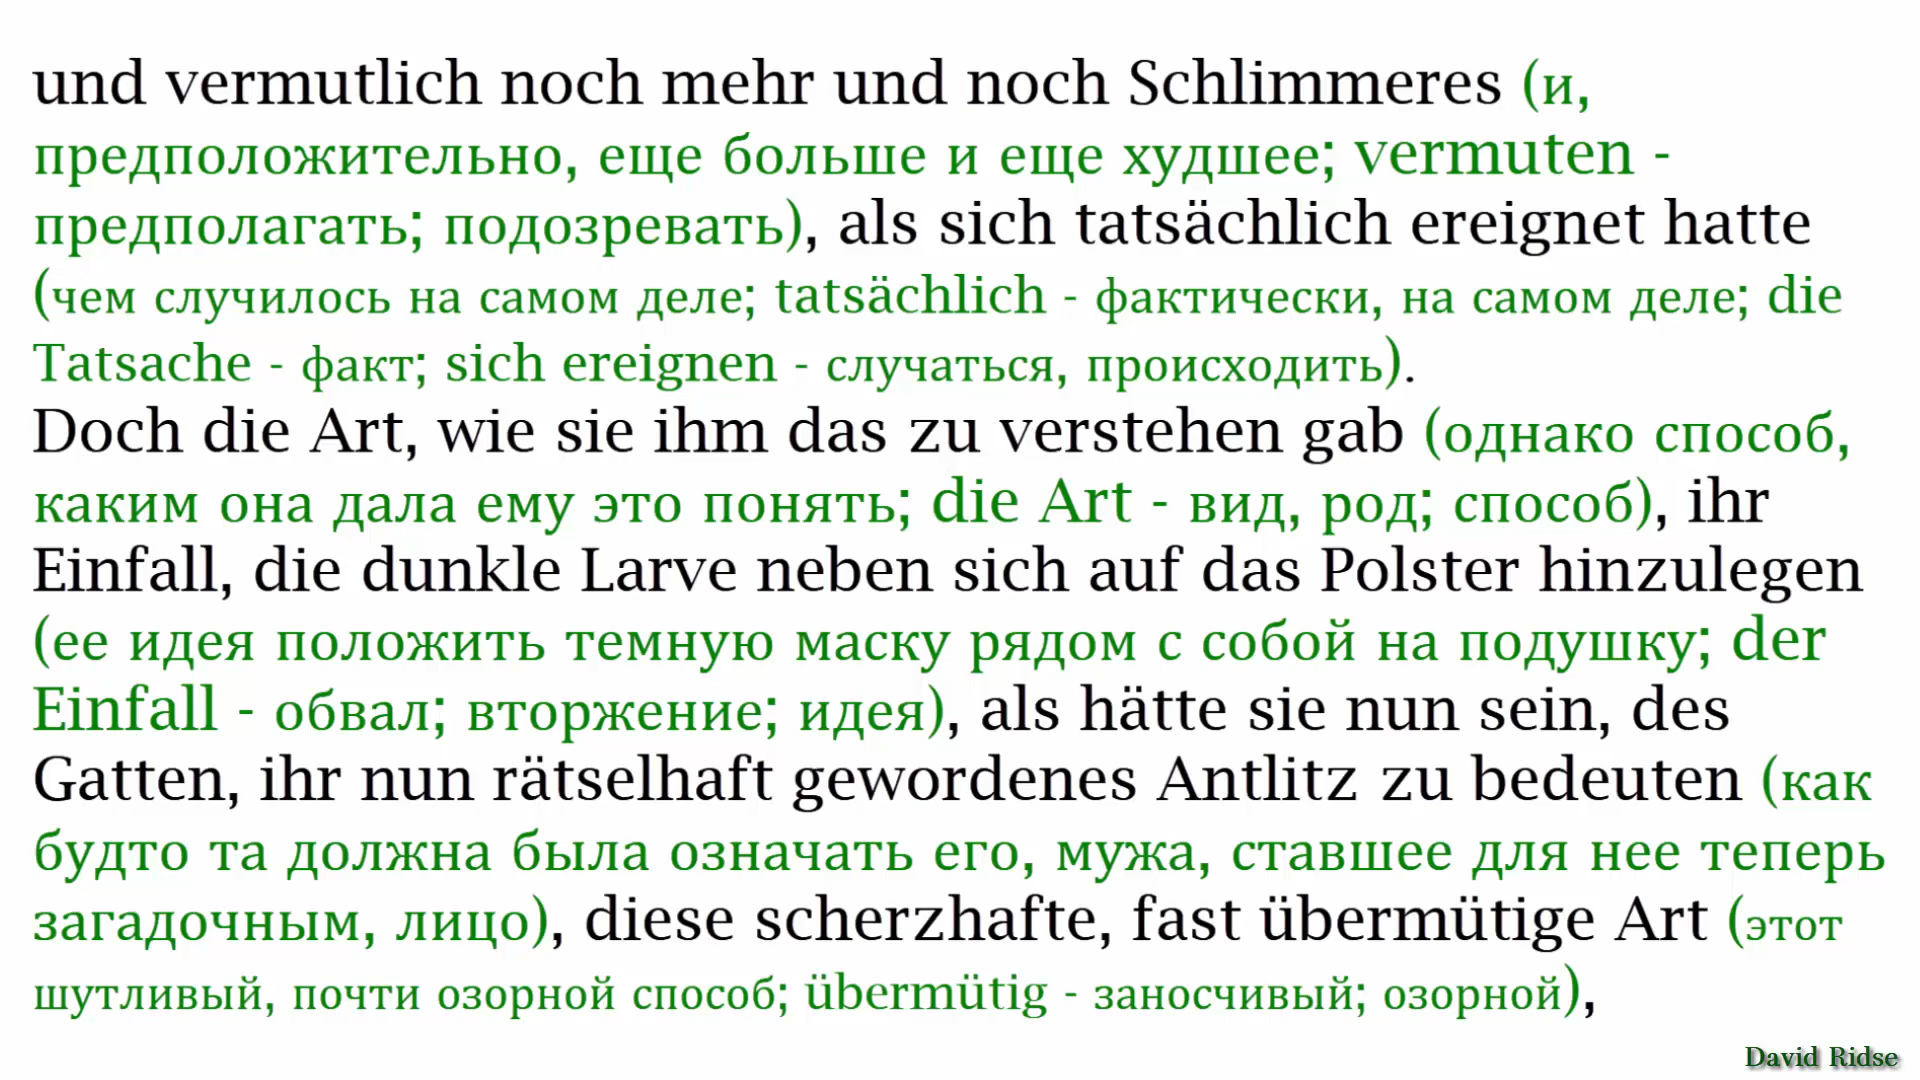 und vermutlich noch mehr und noch Schlimmeres (и,
предположительно, еще больше и еще худшее; vermuten -
предполагать; подозревать), als sich tatsächlich ereignet hatte
(чем случилось на самом деле; tatsächlich - фактически, на самом деле; die
Tatsache - факт; sich ereignen - случаться, происходить).
Doch die Art, wie sie ihm das zu verstehen gab (однако способ,
каким она дала ему это понять; die Art - вид, род; способ), ihr
Einfall, die dunkle Larve neben sich auf das Polster hinzulegen
(ее идея положить темную маску рядом с собой на подушку; der
Einfall - обвал; вторжение; идея), als hätte sie nun sein, des
Gatten, ihr nun rätselhaft gewordenes Antlitz zu bedeuten (как
будто та должна была означать его, мужа, ставшее для нее теперь
загадочным, лицо), diese scherzhafte, fast übermütige Art (этот
шутливый, почти озорной способ; übermütig - заносчивый; озорной),
David Ridse